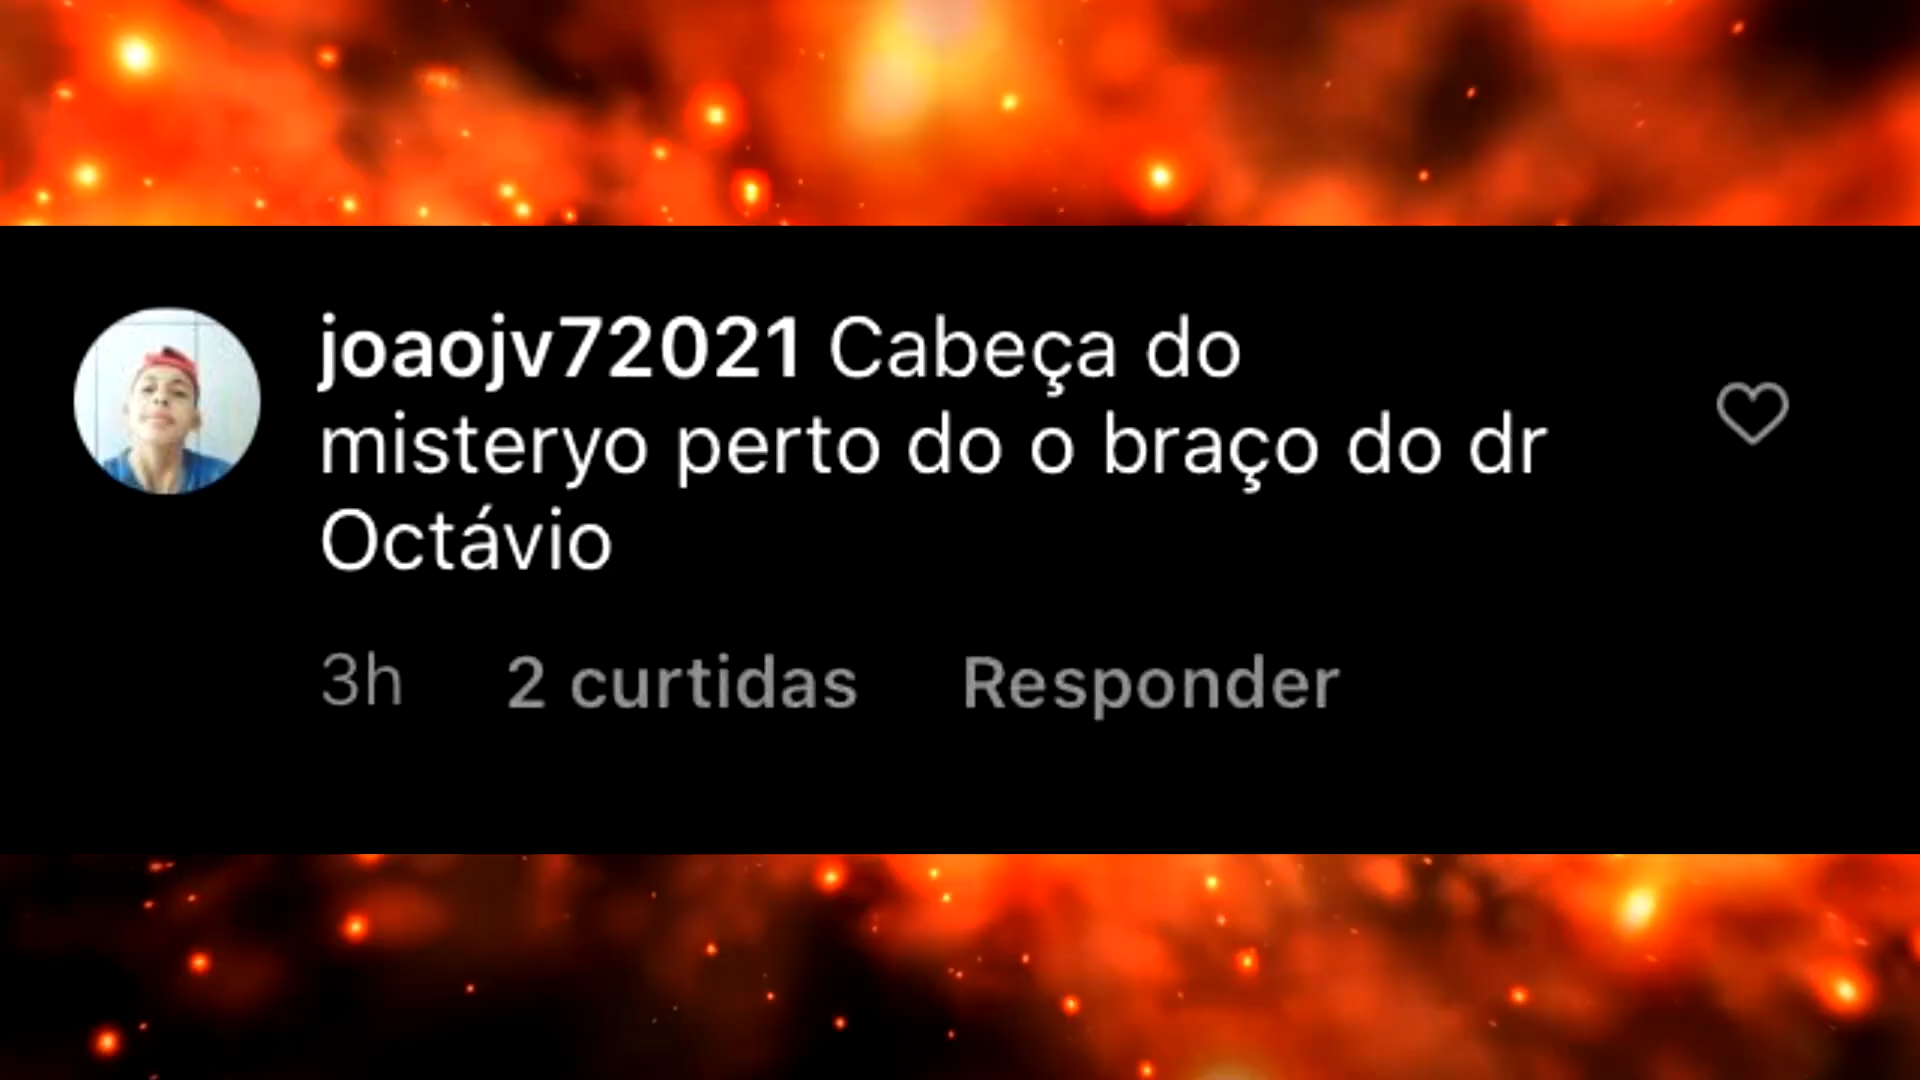 joaojv72021 Cabeça do
misteryo perto do o braço do dr
Octávio
3h 2 curtidas Responder